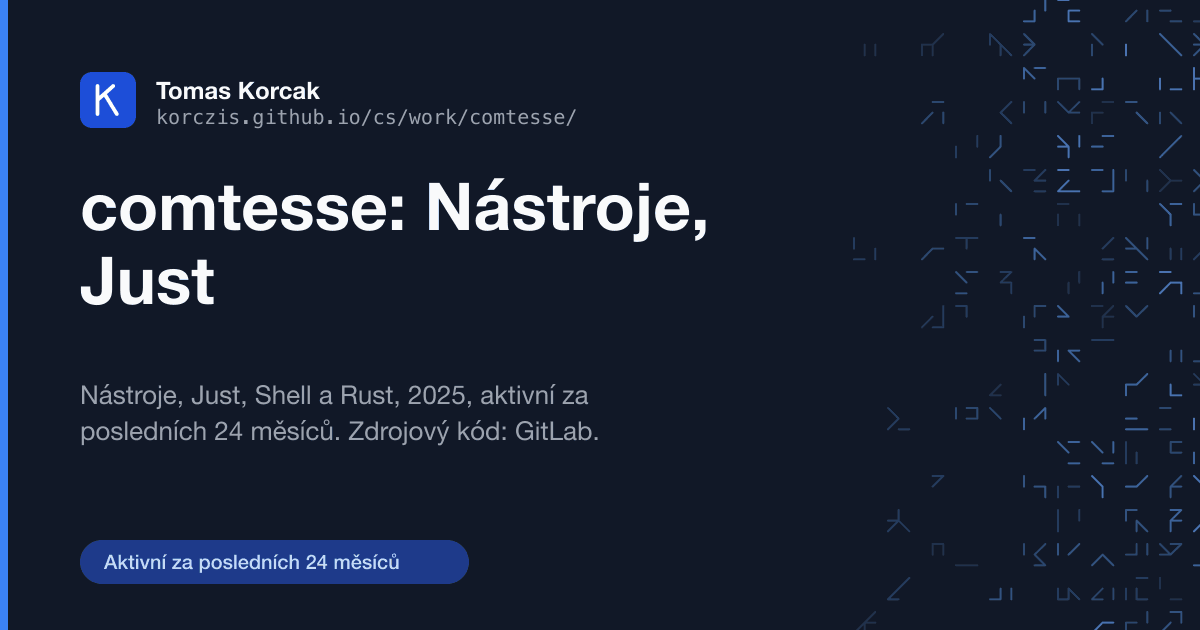 K
Tomas Korcak
korczis.github.io/cs/work/comtesse/
comtesse: Nástroje,
Just
Nástroje, Just, Shell a Rust, 2025, aktivní za
posledních 24 měsíců. Zdrojový kód: GitLab.
Aktivní za posledních 24 měsíců